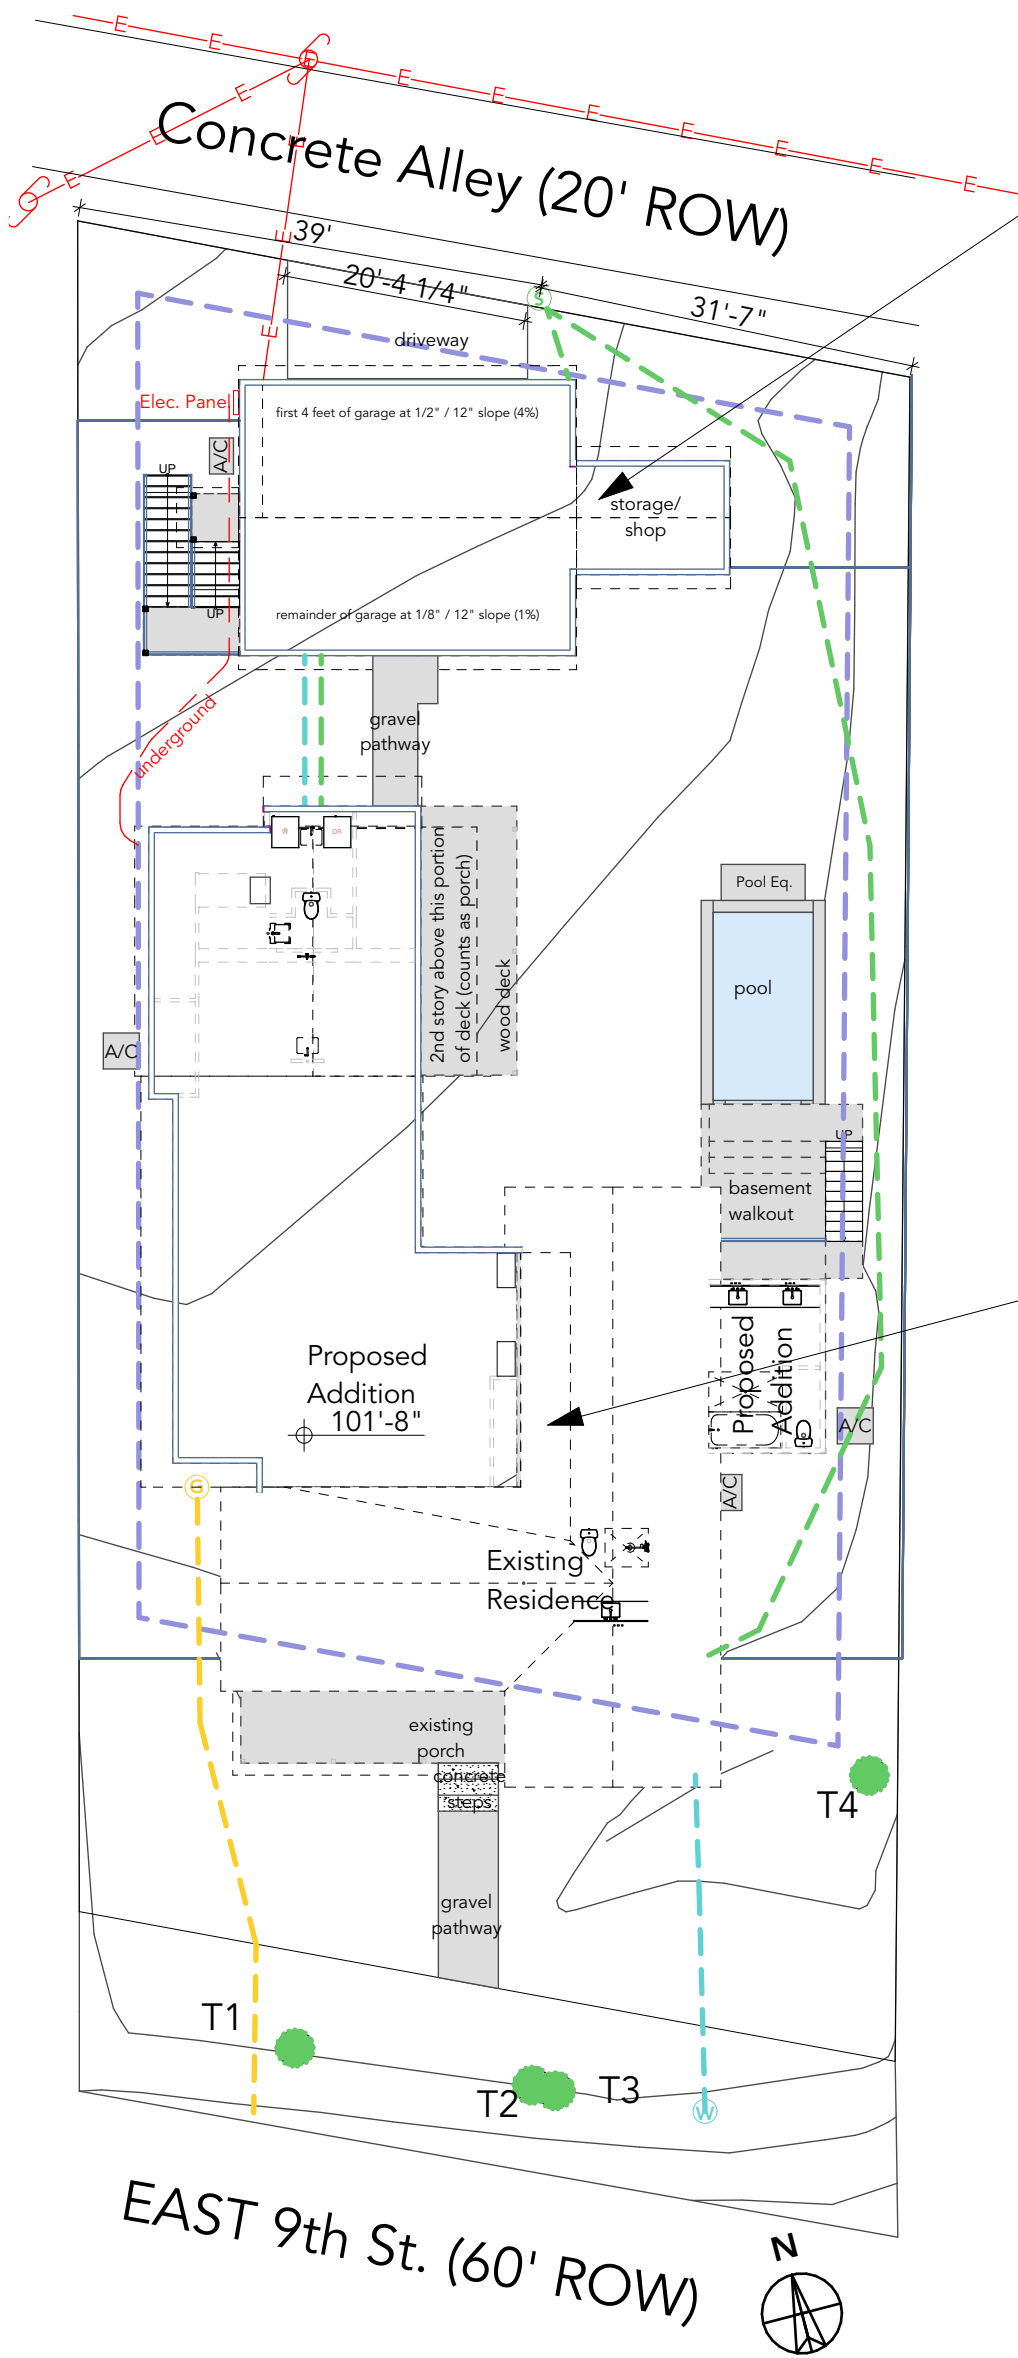 E E E E E E E E E
E E E
E E E
Concrete Alley (20' ROW)
39'
20'-4 1/4"
31'-7"
S
driveway
Elec. Panel
first 4 feet of garage at 1/2" / 12" slope (4%)
A/C
UP
storage/
shop
UP
remainder of garage at 1/8" / 12" slope (1%)
underground
gravel
pathway
W
DR
2nd story above this portion
of deck (counts as porch)
wood deck
Pool Eq.
pool
A/C
UP
basement
walkout
Proposed
Addition
101'-8"
Proposed
Addition
A/C
G
A/C
Existing
Residence
existing
porch
concrete
steps
T4
gravel
pathway
T1
T2
T3
W
EAST 9th St. (60' ROW)
N